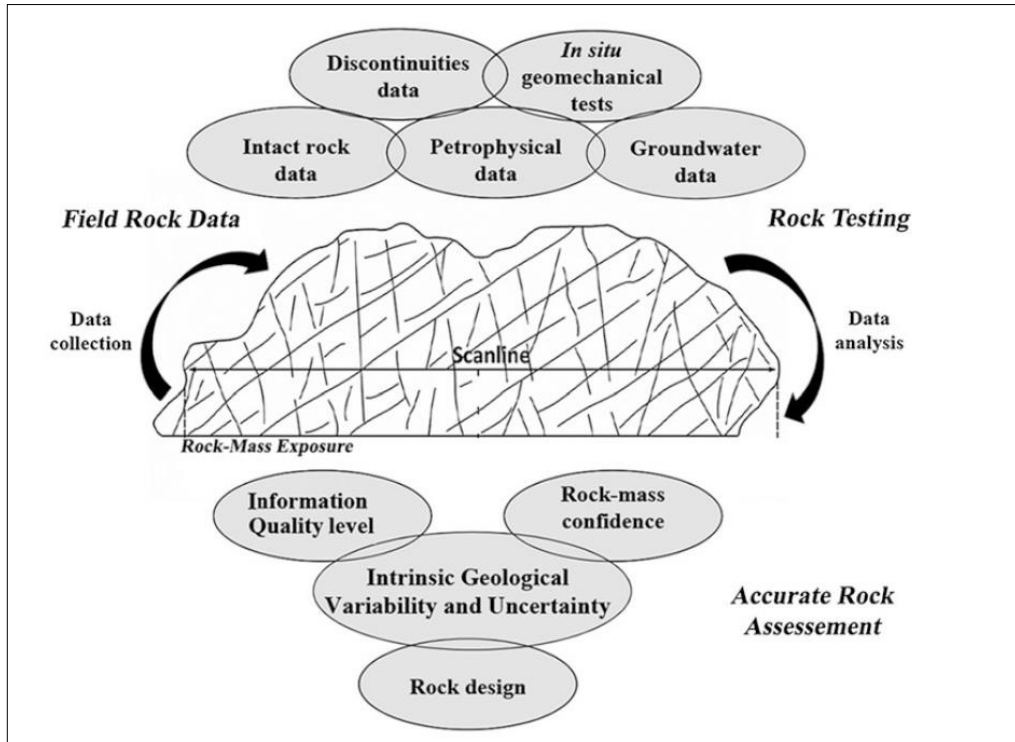 Discontinuities
data
In situ
geomechanical
tests
Intact rock
data
Petrophysical
data
Groundwater
data
Field Rock Data
Rock Testing
Data
collection
Scanline
Data
analysis
Rock-Mass Exposure
Information
Quality level
Rock-mass
confidence
Intrinsic Geological
Variability and Uncertainty
Accurate Rock
Assessement
Rock design